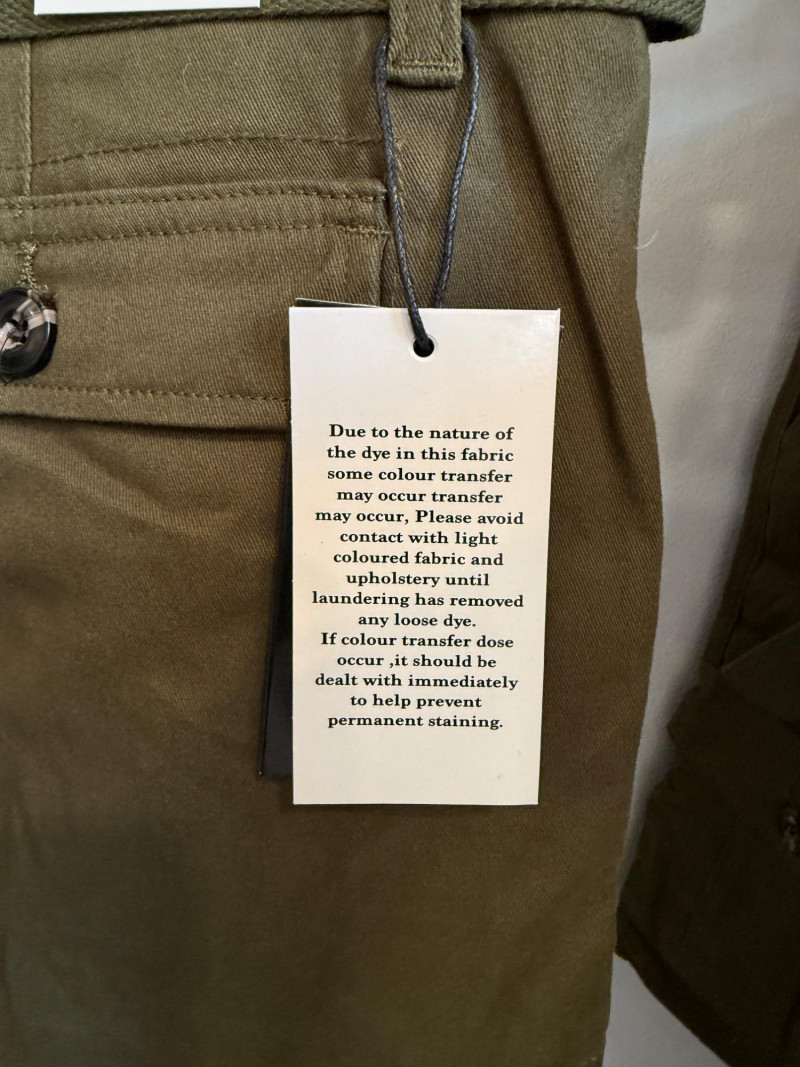 Due to the nature of
the dye in this fabric
some colour transfer
may occur transfer
may occur, Please avoid
contact with light
coloured fabric and
upholstery until
laundering has removed
any loose dye.
If colour transfer dose
occur ,it should be
dealt with immediately
to help prevent
permanent staining.